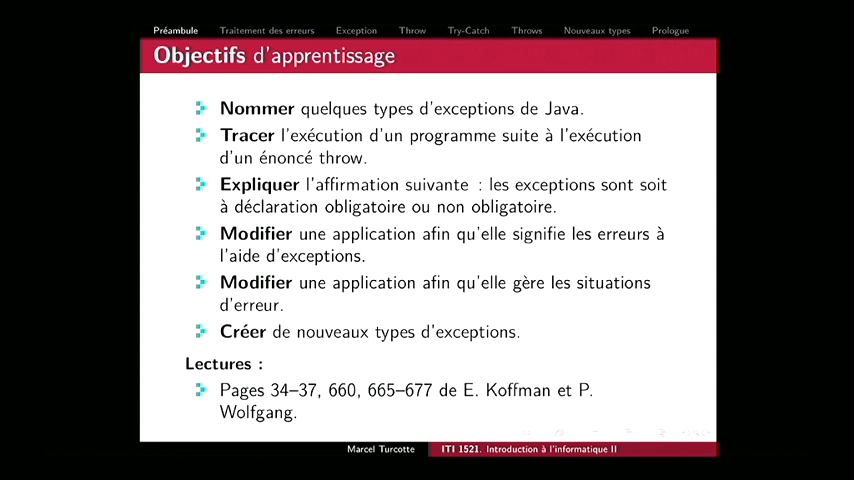 Préambule Traitement des erreurs Exception Throw Try-Catch Throws Nouveaux types Prologue
Objectifs d'apprentissage
Nommer quelques types d'exceptions de Java.
Tracer l'exécution d'un programme suite à l'exécution
d'un énoncé throw.
Expliquer l'affirmation suivante : les exceptions sont soit
à déclaration obligatoire ou non obligatoire.
Modifier une application afin qu'elle signifie les erreurs à
l'aide d'exceptions.
Modifier une application afin qu'elle gère les situations
d'erreur.
Créer de nouveaux types d'exceptions.
Lectures :
Pages 34–37, 660, 665–677 de E. Koffman et P.
Wolfgang.
Marcel Turcotte ITI 1521. Introduction à l'informatique II